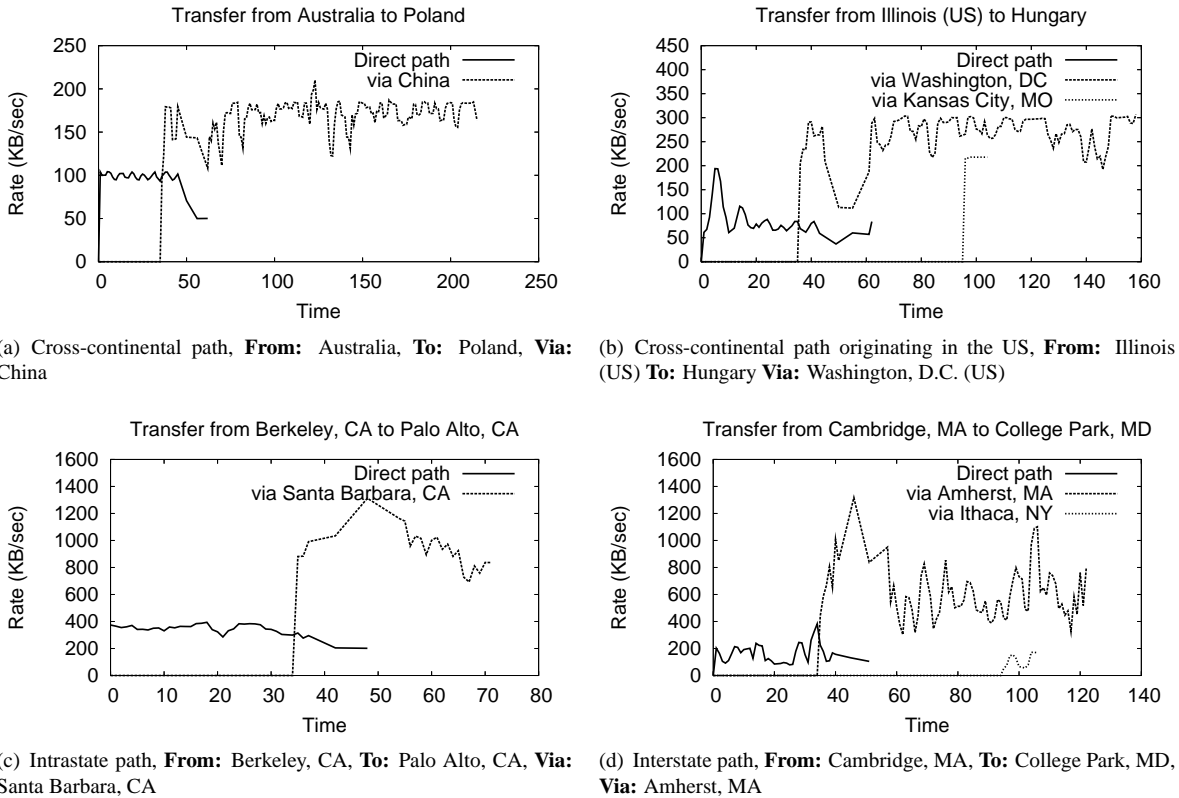 Transfer from Australia to Poland
250
200
150
100
50
0
0 50 100 150 200 250
Rate (KB/sec)
Time
Direct path
via China
Transfer from Illinois (US) to Hungary
450
400
350
300
250
200
150
100
50
0
0 20 40 60 80 100 120 140 160
Rate (KB/sec)
Time
Direct path
via Washington, DC
via Kansas City, MO
(a) Cross-continental path, From: Australia, To: Poland, Via:
China
(b) Cross-continental path originating in the US, From: Illinois
(US) To: Hungary Via: Washington, D.C. (US)
Transfer from Berkeley, CA to Palo Alto, CA
1600
1400
1200
1000
800
600
400
200
0
0 10 20 30 40 50 60 70 80
Rate (KB/sec)
Time
Direct path
via Santa Barbara, CA
Transfer from Cambridge, MA to College Park, MD
1600
1400
1200
1000
800
600
400
200
0
0 20 40 60 80 100 120 140
Rate (KB/sec)
Time
Direct path
via Amherst, MA
via Ithaca, NY
(c) Intrastate path, From: Berkeley, CA, To: Palo Alto, CA, Via:
Santa Barbara, CA
(d) Interstate path, From: Cambridge, MA, To: College Park, MD,
Via: Amherst, MA